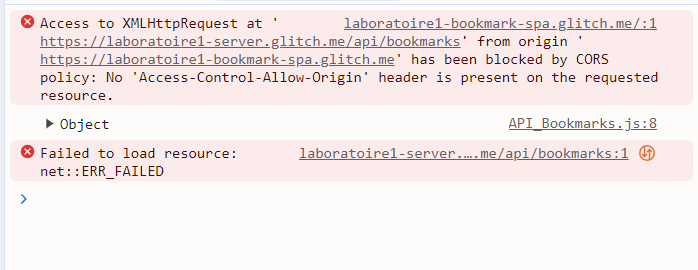 Access to XMLHttpRequest at ' laboratoire1-bookmark-spa.glitch.me/:1
https://laboratoire1-server.glitch.me/api/bookmarks' from origin '
https://laboratoire1-bookmark-spa.glitch.me' has been blocked by CORS
policy: No 'Access-Control-Allow-Origin' header is present on the requested
resource.
Object API_Bookmarks.js:8
Failed to load resource: laboratoire1-server.….me/api/bookmarks:1
net::ERR_FAILED